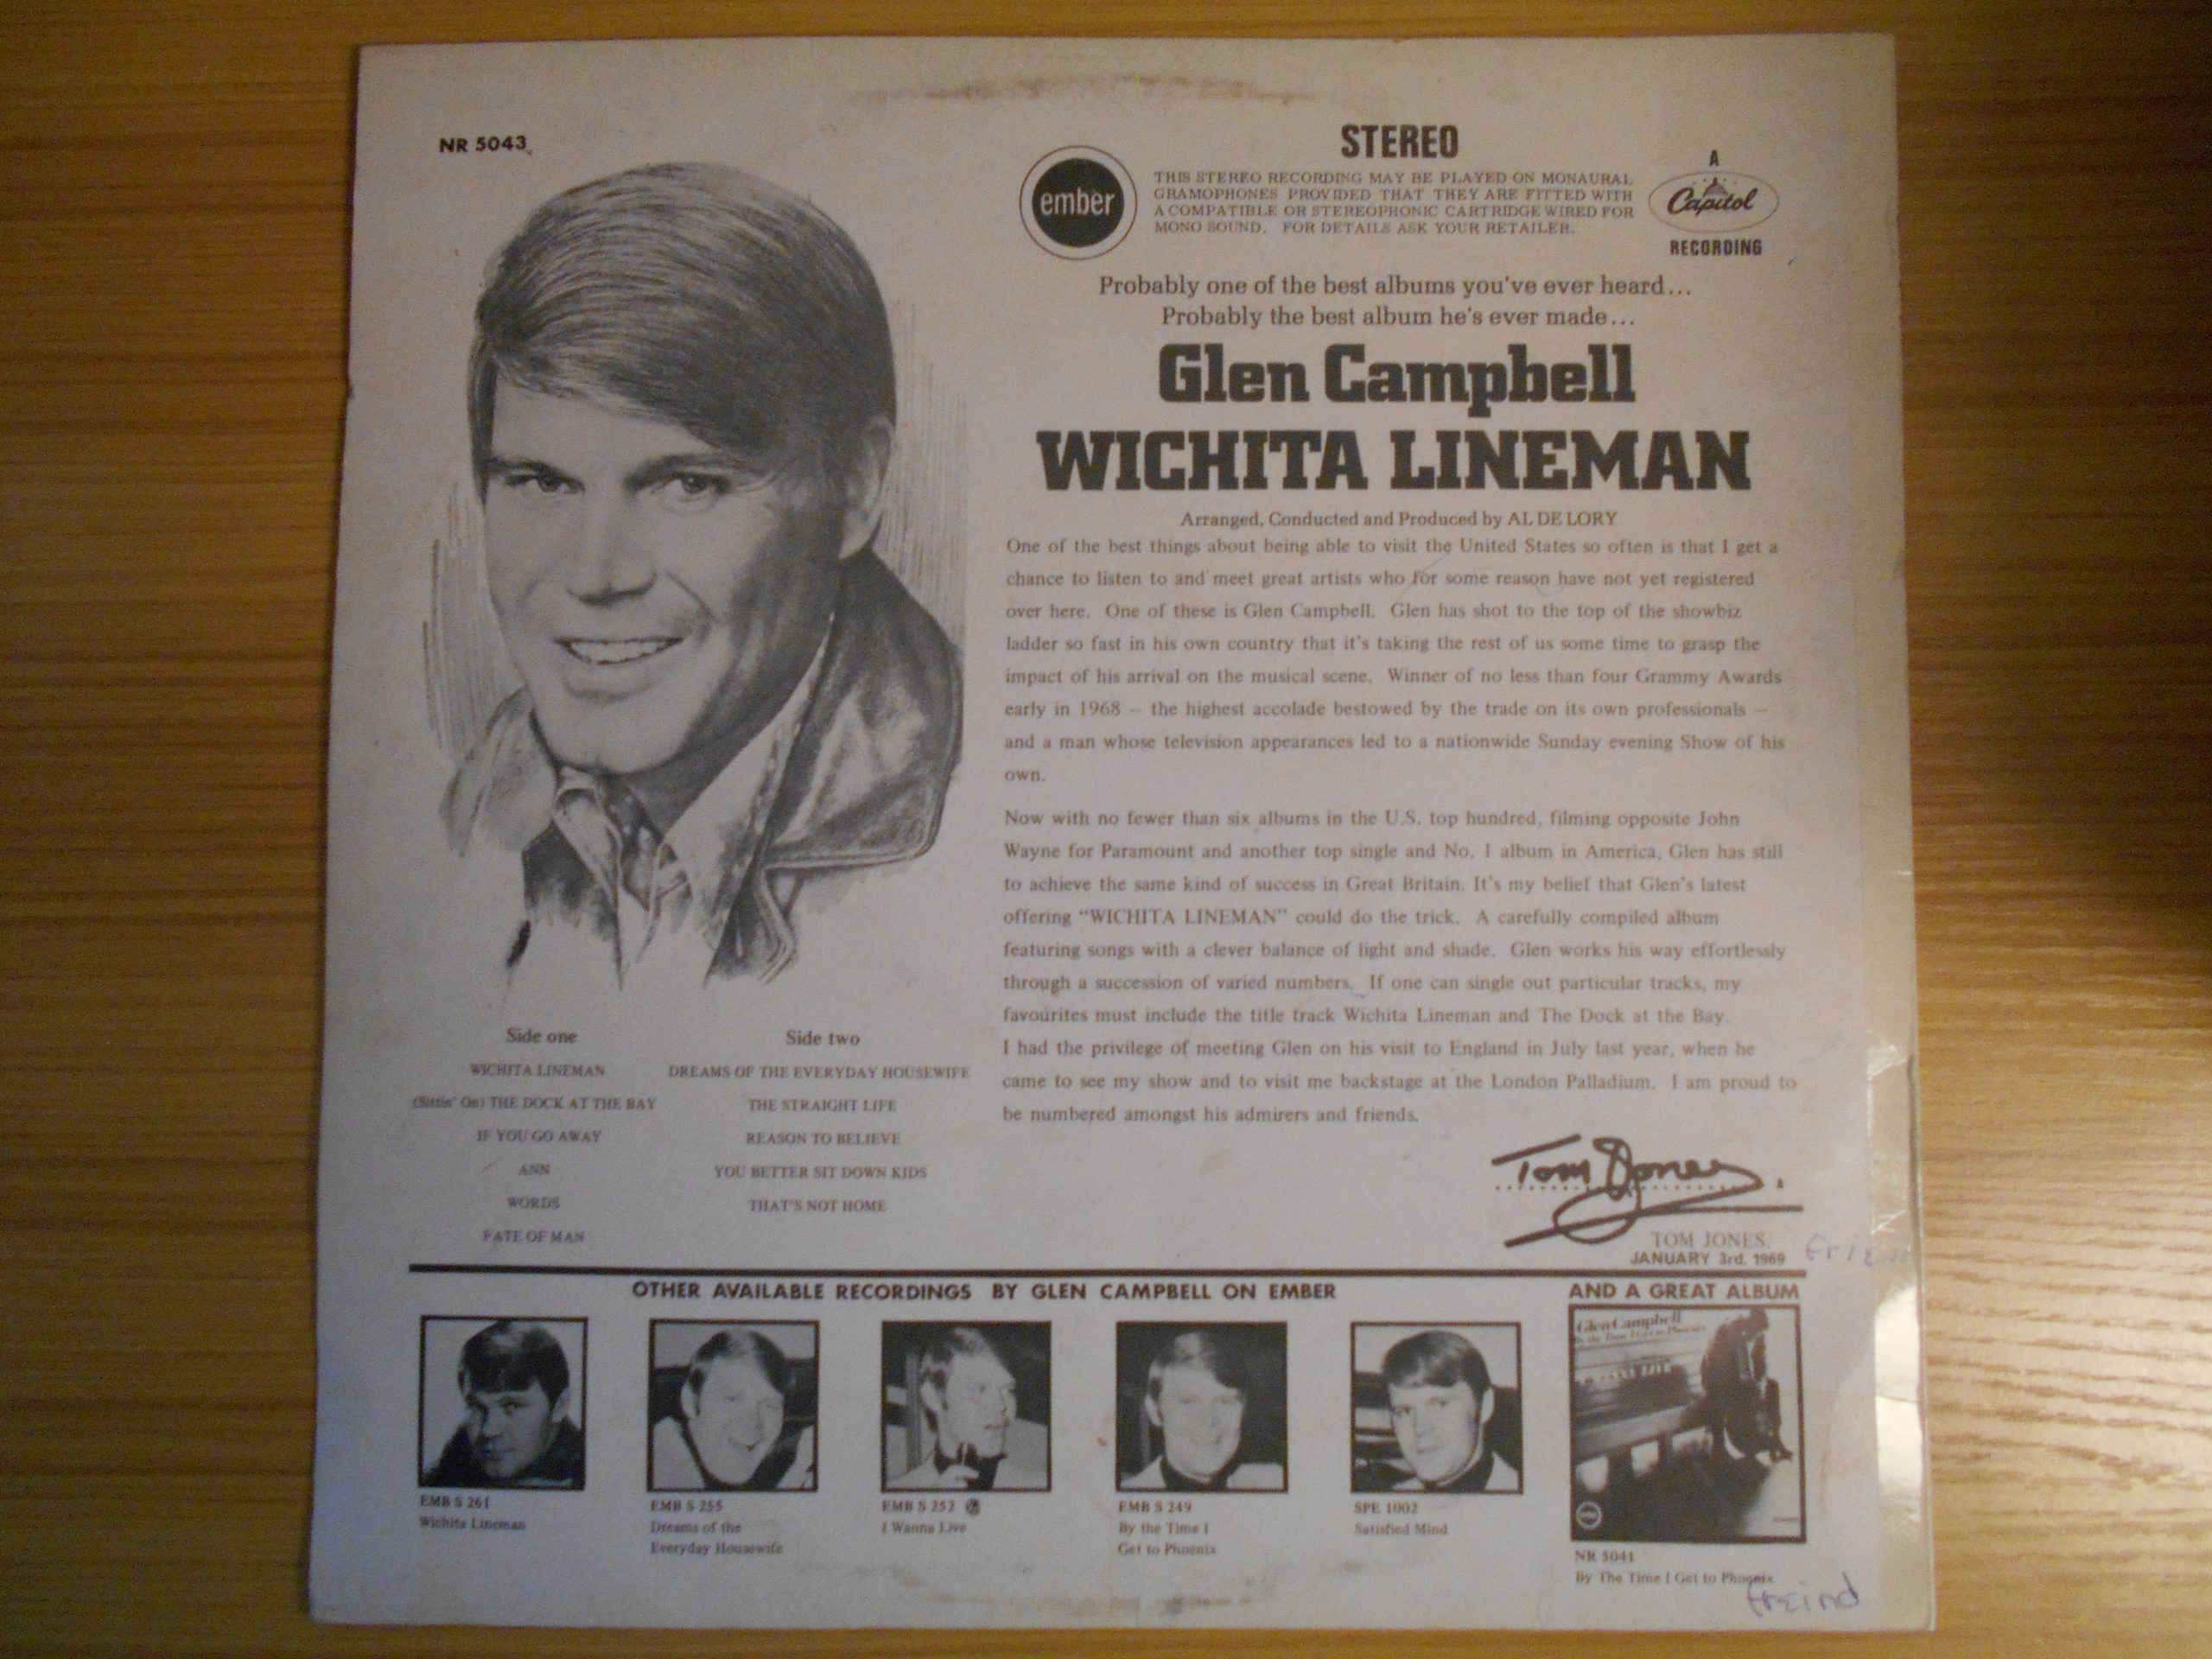 NR 5043
STEREO
ember
THIS STEREO RECORDING MAY BE PLAYED ON MONAURAL
GRAMOPHONES PROVIDED THAT THEY ARE FITTED WITH
A COMPATIBLE OR STEREOPHONIC CARTRIDGE WIRED FOR
MONO SOUND. FOR DETAILS ASK YOUR RETAILER.
A
Capitol
RECORDING
Probably one of the best albums you've ever heard...
Probably the best album he's ever made...
Glen Campbell
WICHITA LINEMAN
Arranged, Conducted and Produced by AL DE LORY
One of the best things about being able to visit the United States so often is that I get a
chance to listen to and meet great artists who for some reason have not yet registered
over here. One of these is Glen Campbell. Glen has shot to the top of the showbiz
ladder so fast in his own country that it's taking the rest of us some time to grasp the
impact of his arrival on the musical scene. Winner of no less than four Grammy Awards
early in 1968 – the highest accolade bestowed by the trade on its own professionals –
and a man whose television appearances led to a nationwide Sunday evening Show of his
own.
Now with no fewer than six albums in the U.S. top hundred, filming opposite John
Wayne for Paramount and another top single and No. 1 album in America, Glen has still
to achieve the same kind of success in Great Britain. It's my belief that Glen's latest
offering "WICHITA LINEMAN" could do the trick. A carefully compiled album
featuring songs with a clever balance of light and shade. Glen works his way effortlessly
through a succession of varied numbers. If one can single out particular tracks, my
favourites must include the title track Wichita Lineman and The Dock at the Bay.
I had the privilege of meeting Glen on his visit to England in July last year, when he
came to see my show and to visit me backstage at the London Palladium. I am proud to
be numbered amongst his admirers and friends.
Tom Jones
TOM JONES
JANUARY 3rd. 1969
Side one
WICHITA LINEMAN
(Sittin' On) THE DOCK AT THE BAY
IF YOU GO AWAY
ANN
WORDS
FATE OF MAN
Side two
DREAMS OF THE EVERYDAY HOUSEWIFE
THE STRAIGHT LIFE
REASON TO BELIEVE
YOU BETTER SIT DOWN KIDS
THAT'S NOT HOME
OTHER AVAILABLE RECORDINGS BY GLEN CAMPBELL ON EMBER
AND A GREAT ALBUM
Glen Campbell
By the Time I Get to Phoenix
EMB S 261
Wichita Lineman
EMB S 255
Dreams of the
Everyday Housewife
EMB S 252
I Wanna Live
EMB S 249
By the Time I
Get to Phoenix
SPE 1002
Satisfied Mind
NR 5041
By The Time I Get to Phoenix
freind